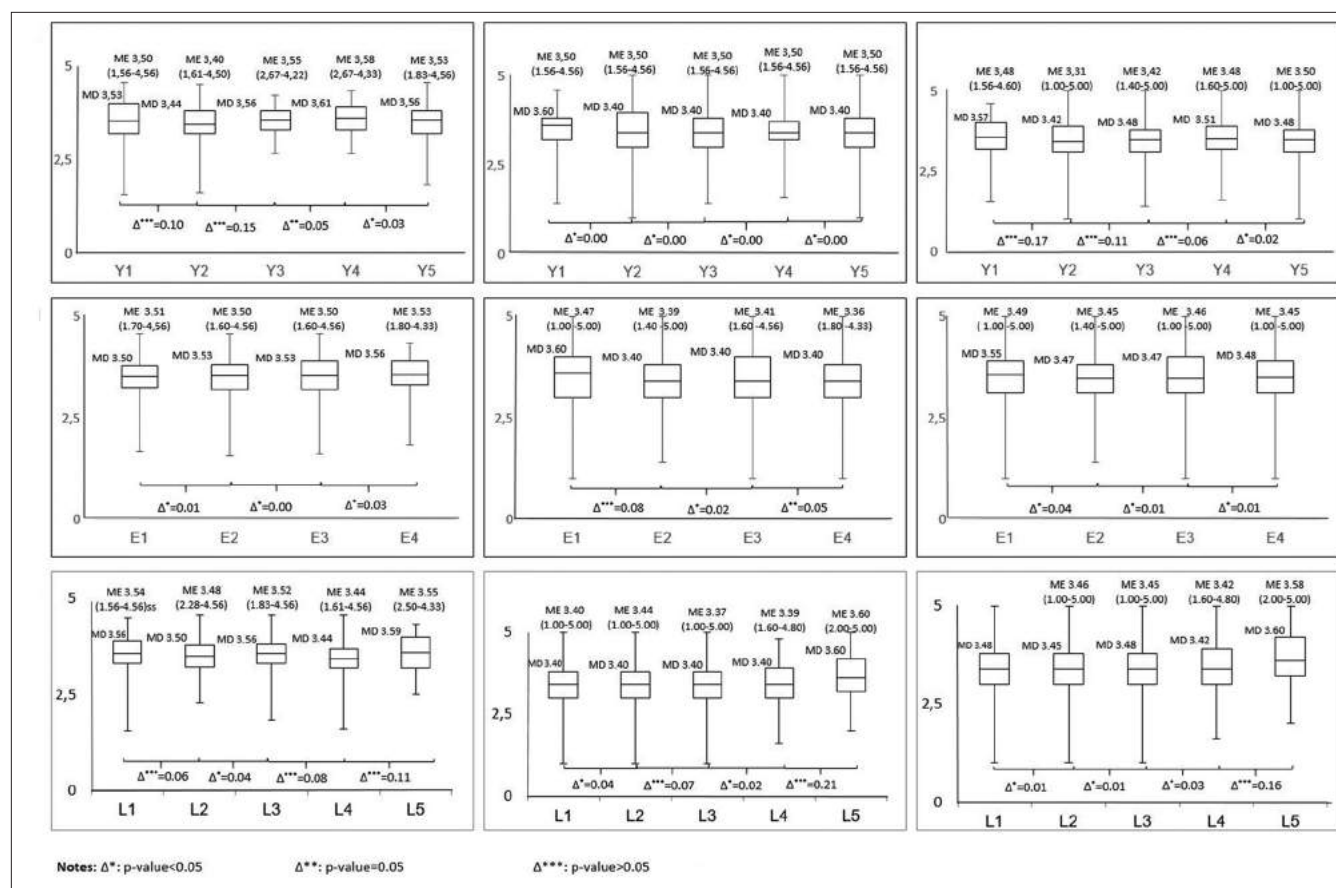 ME 3,50 ME 3,40 ME 3,55 ME 3,58 ME 3,53
(1,56-4,56) (1,61-4,50) (2,67-4,22) (2,67-4,33) (1.83-4,56)
5
MD 3,53 MD 3,44 MD 3,56 MD 3,61 MD 3,56
2,5
Δ***=0.10 Δ***=0.15 Δ**=0.05 Δ*=0.03
0
Y1 Y2 Y3 Y4 Y5
ME 3,50 ME 3,50 ME 3,50 ME 3,50 ME 3,50
(1.56-4.56) (1.56-4.56) (1.56-4.56) (1.56-4.56) (1.56-4.56)
5
MD 3.60 MD 3.40 MD 3.40 MD 3.40 MD 3.40
2,5
Δ*=0.00 Δ*=0.00 Δ*=0.00 Δ*=0.00
0
Y1 Y2 Y3 Y4 Y5
ME 3,48 ME 3,31 ME 3,42 ME 3.48 ME 3.50
(1.56-4.60) (1.00-5.00) (1.40-5.00) (1.60-5.00) (1.00-5.00)
5
MD 3.57 MD 3.42 MD 3.48 MD 3.51 MD 3.48
2,5
Δ***=0.17 Δ***=0.11 Δ***=0.06 Δ*=0.02
0
Y1 Y2 Y3 Y4 Y5
ME 3.51 ME 3.50 ME 3.50 ME 3.53
(1.70-4,56) (1.60-4.56) (1.60-4.56) (1.80-4.33)
5
MD 3.50 MD 3.53 MD 3.53 MD 3.56
2,5
Δ*=0.01 Δ*=0.00 Δ*=0.03
0
E1 E2 E3 E4
ME 3.47 ME 3.39 ME 3.41 ME 3.36
(1.00-5.00) (1.40-5.00) (1.60-4.56) (1.80-4.33)
5
MD 3.60 MD 3.40 MD 3.40 MD 3.40
2,5
Δ***=0.08 Δ*=0.02 Δ**=0.05
0
E1 E2 E3 E4
ME 3.49 ME 3.45 ME 3.46 ME 3.45
( 1.00-5.00) (1.40-5.00) (1.00-5.00) (1.00-5.00)
5
MD 3.55 MD 3.47 MD 3.47 MD 3.48
2,5
Δ*=0.04 Δ*=0.01 Δ*=0.01
0
E1 E2 E3 E4
ME 3.54 ME 3.48 ME 3.52 ME 3.44 ME 3.55
(1.56-4.56)ss (2.28-4.56) (1.83-4.56) (1.61-4.56) (2.50-4.33)
5
MD 3.56 MD 3.50 MD 3.56 MD 3.44 MD 3.59
2,5
Δ***=0.06 Δ*=0.04 Δ***=0.08 Δ***=0.11
0
L1 L2 L3 L4 L5
ME 3.40 ME 3.44 ME 3.37 ME 3.39 ME 3.60
(1.00-5.00) (1.00-5.00) (1.00-5.00) (1.60-4.80) (2.00-5.00)
5
MD 3.40 MD 3.40 MD 3.40 MD 3.40 MD 3.60
2,5
Δ*=0.04 Δ***=0.07 Δ*=0.02 Δ***=0.21
0
L1 L2 L3 L4 L5
ME 3.46 ME 3.45 ME 3.42 ME 3.58
(1.00-5.00) (1.00-5.00) (1.60-4.80) (2.00-5.00)
5
MD 3.48 MD 3.45 MD 3.48 MD 3.42 MD 3.60
2,5
Δ*=0.01 Δ*=0.01 Δ*=0.03 Δ***=0.16
0
L1 L2 L3 L4 L5
Notes: Δ*: p-value<0.05 Δ**: p-value=0.05 Δ***: p-value>0.05